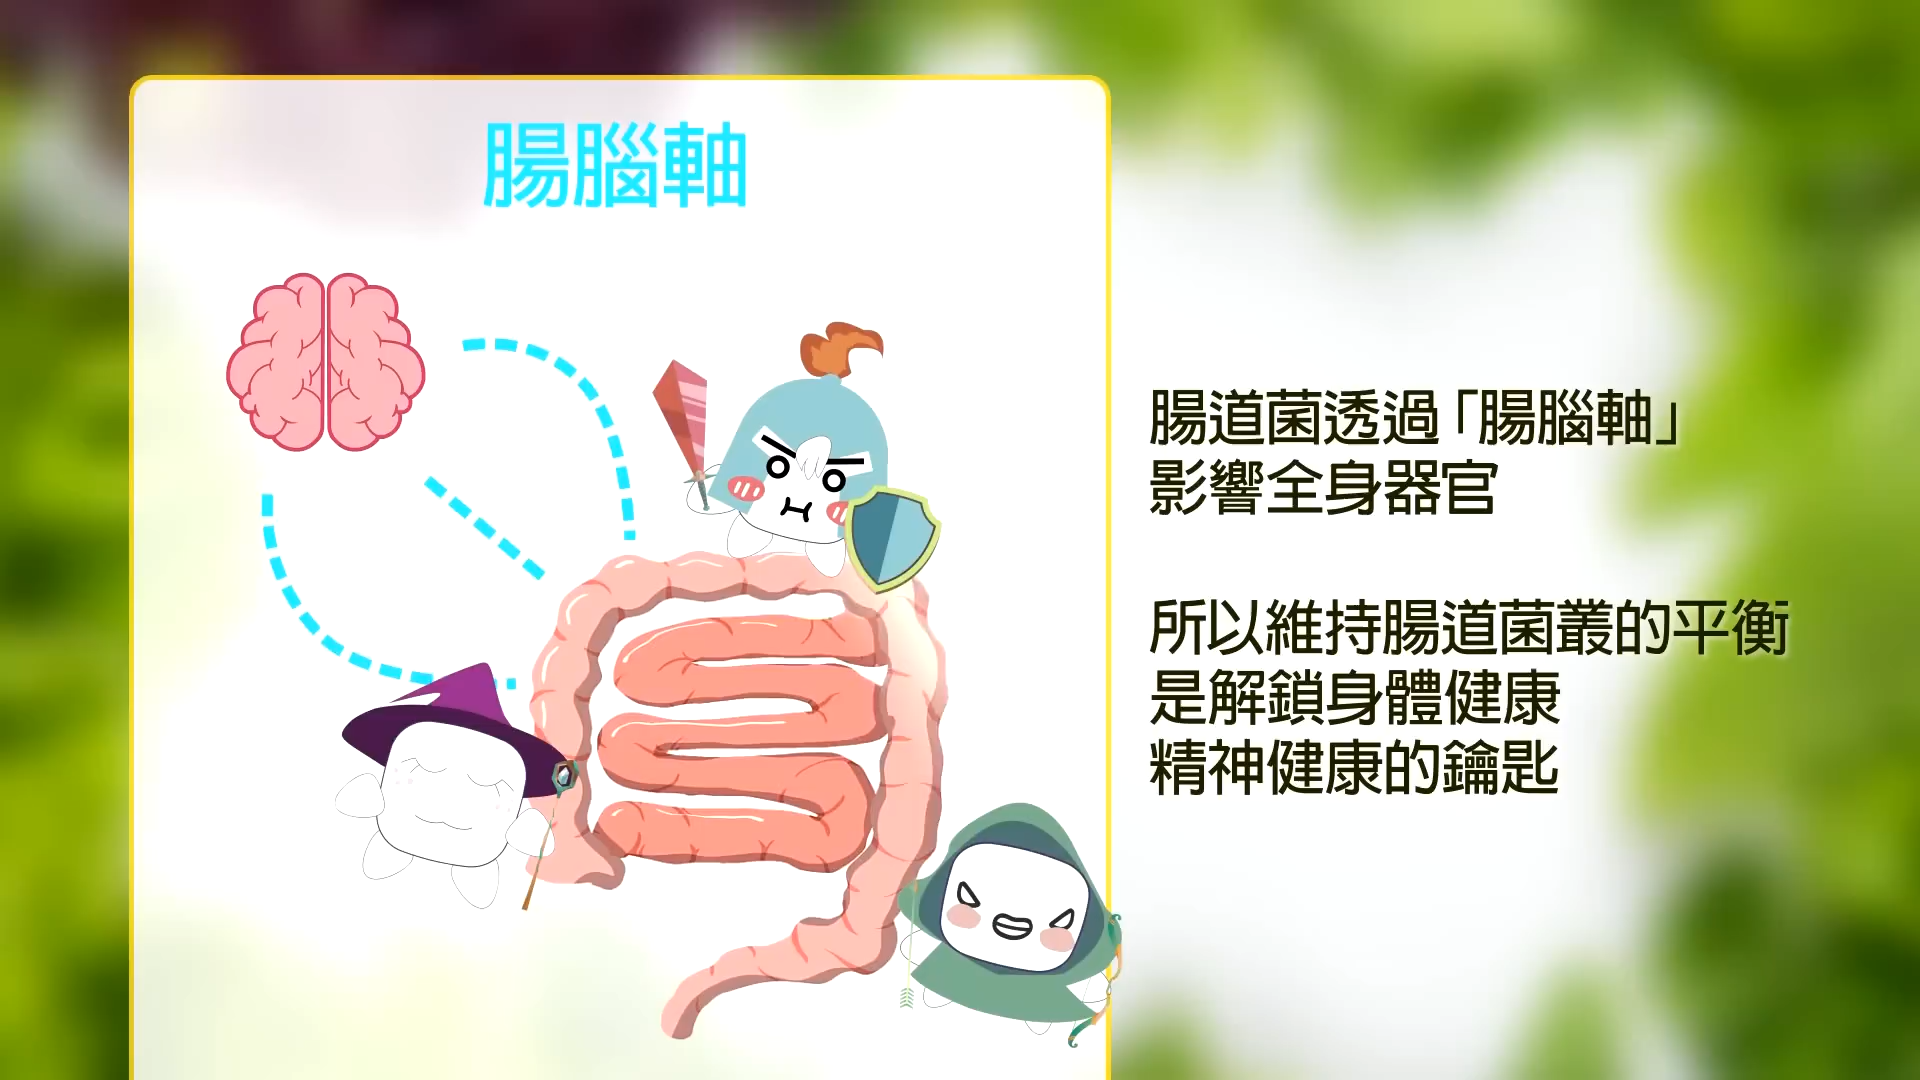 腸腦軸
腸道菌透過「腸腦軸」
影響全身器官
所以維持腸道菌叢的平衡
是解鎖身體健康
精神健康的鑰匙